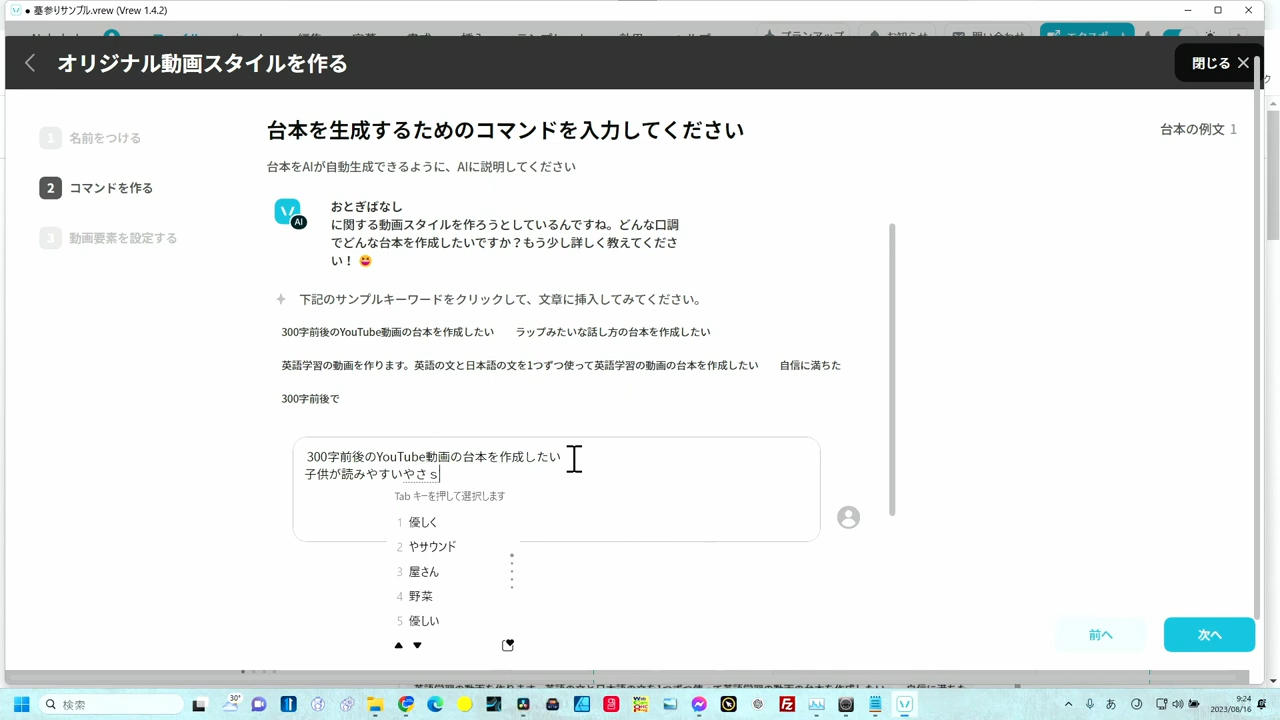 ● 墓参りサンプル.vrew (Vrew 1.4.2)
オリジナル動画スタイルを作る
閉じる
1 名前をつける
2 コマンドを作る
3 動画要素を設定する
台本を生成するためのコマンドを入力してください
台本の例文 1
台本をAIが自動生成できるように、AIに説明してください
AI
おとぎばなし
に関する動画スタイルを作ろうとしているんですね。どんな口調
でどんな台本を作成したいですか？もう少し詳しく教えてくださ
い！
下記のサンプルキーワードをクリックして、文章に挿入してみてください。
300字前後のYouTube動画の台本を作成したい
ラップみたいな話し方の台本を作成したい
英語学習の動画を作ります。英語の文と日本語の文を1つずつ使って英語学習の動画の台本を作成したい
自信に満ちた
300字前後で
300字前後のYouTube動画の台本を作成したい
子供が読みやすいやさｓ
Tab キーを押して選択します
1 優しく
2 やサウンド
3 屋さん
4 野菜
5 優しい
前へ
次へ
30°
検索
あ
9:24
2023/08/16